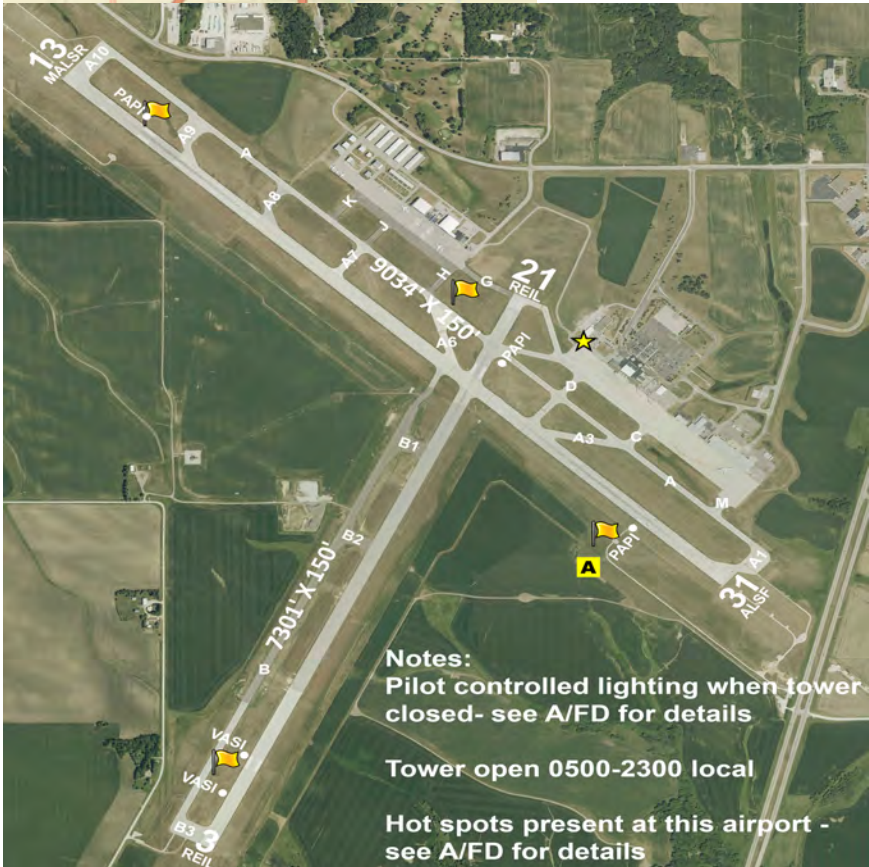 13
MALSR
A10
PAPI
A9
A
A8
K
J
A7
H
G
9034' X 150'
21
REIL
A6
PAPI
D
A3
C
A
M
B1
B2
PAPI
A
A1
31
ALSF
7301' X 150'
B
VASI
VASI
B3
3
REIL
Notes:
Pilot controlled lighting when tower
closed- see A/FD for details
Tower open 0500-2300 local
Hot spots present at this airport -
see A/FD for details